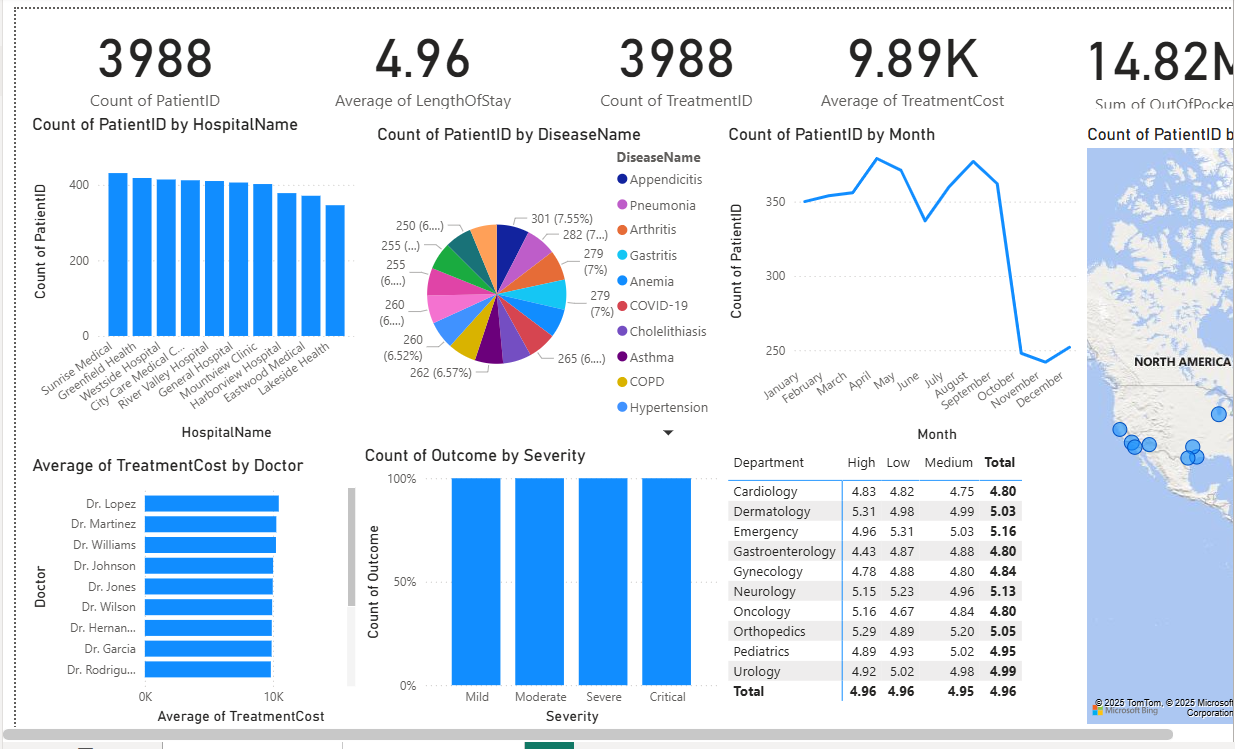 3988
Count of PatientID
4.96
Average of LengthOfStay
3988
Count of TreatmentID
9.89K
Average of TreatmentCost
14.82M
Sum of OutOfPocke
Count of PatientID by HospitalName
Count of PatientID
400
200
0
Sunrise Medical
Greenfield Health
Westside Hospital
City Care Medical C...
River Valley Hospital
General Hospital
Mountview Clinic
Harborview Hospital
Eastwood Medical
Lakeside Health
HospitalName
Count of PatientID by DiseaseName
301 (7.55%)
282 (7...)
279
(7%)
279
(7%)
265 (6....)
262 (6.57%)
260
(6.52%)
260
(6....)
255
(6....)
255 (...)
250 (6....)
DiseaseName
Appendicitis
Pneumonia
Arthritis
Gastritis
Anemia
COVID-19
Cholelithiasis
Asthma
COPD
Hypertension
Count of PatientID by Month
Count of PatientID
350
300
250
January
February
March
April
May
June
July
August
September
October
November
December
Month
Count of PatientID b
NORTH AMERICA
© 2025 TomTom, © 2025 Microsoft
Corporation
Microsoft Bing
Average of TreatmentCost by Doctor
Doctor
Dr. Lopez
Dr. Martinez
Dr. Williams
Dr. Johnson
Dr. Jones
Dr. Wilson
Dr. Hernan...
Dr. Garcia
Dr. Rodrigu...
0K
10K
Average of TreatmentCost
Count of Outcome by Severity
Count of Outcome
100%
50%
0%
Mild
Moderate
Severe
Critical
Severity
Department High Low Medium Total
Cardiology 4.83 4.82 4.75 4.80
Dermatology 5.31 4.98 4.99 5.03
Emergency 4.96 5.31 5.03 5.16
Gastroenterology 4.43 4.87 4.88 4.80
Gynecology 4.78 4.88 4.80 4.84
Neurology 5.15 5.23 4.96 5.13
Oncology 5.16 4.67 4.84 4.80
Orthopedics 5.29 4.89 5.20 5.05
Pediatrics 4.89 4.93 5.02 4.95
Urology 4.92 5.02 4.98 4.99
Total 4.96 4.96 4.95 4.96